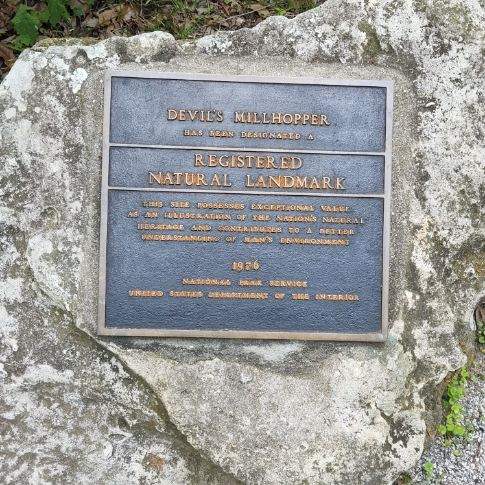 DEVIL'S MILLHOPPER
HAS BEEN DESIGNATED A
REGISTERED
NATURAL LANDMARK
THIS SITE POSSESSES EXCEPTIONAL VALUE
AS AN ILLUSTRATION OF THE NATION'S NATURAL
HERITAGE AND CONTRIBUTES TO A BETTER
UNDERSTANDING OF MAN'S ENVIRONMENT
1976
NATIONAL PARK SERVICE
UNITED STATES DEPARTMENT OF THE INTERIOR